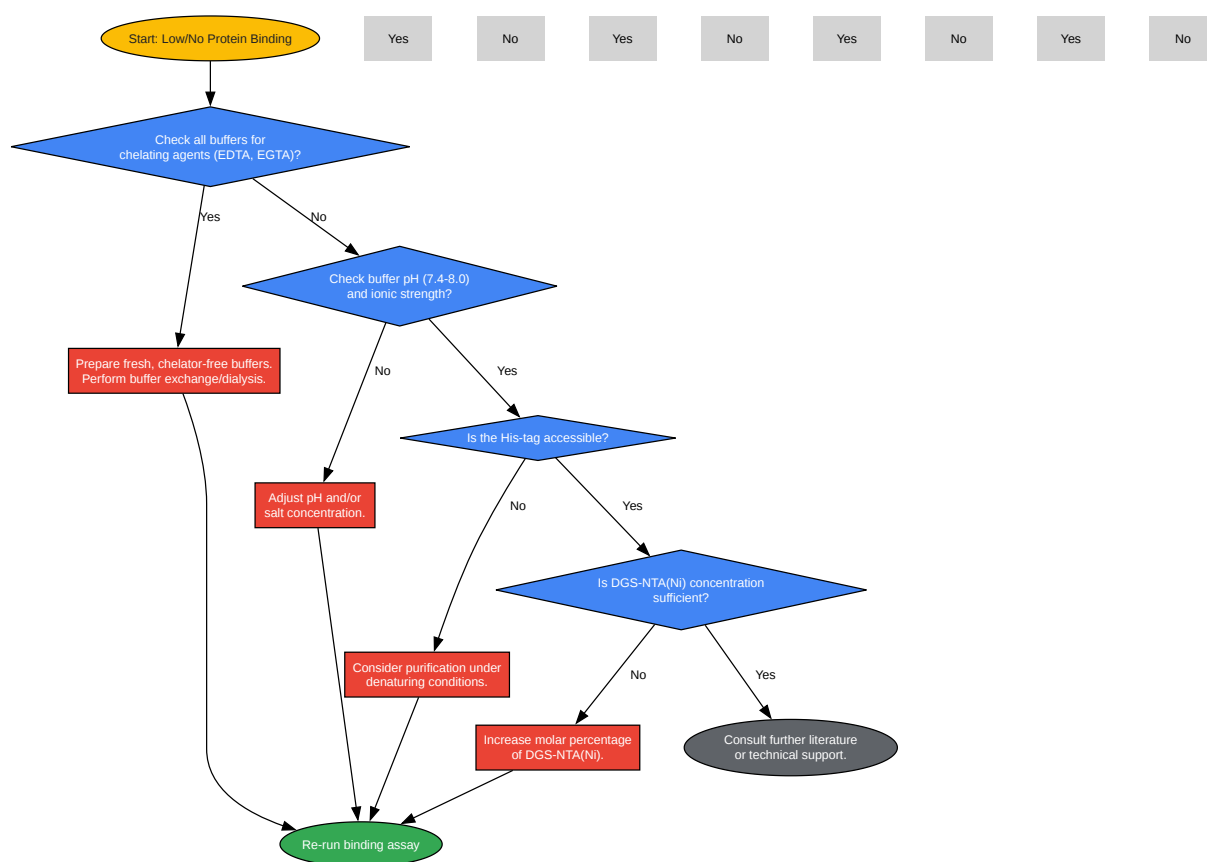 Start: Low/No Protein Binding
Yes
No
Yes
No
Yes
No
Yes
No
Check all buffers for
chelating agents (EDTA, EGTA)?
Yes
No
Check buffer pH (7.4-8.0)
and ionic strength?
Prepare fresh, chelator-free buffers.
Perform buffer exchange/dialysis.
No
Yes
Is the His-tag accessible?
Adjust pH and/or
salt concentration.
No
Yes
Is DGS-NTA(Ni) concentration
sufficient?
Consider purification under
denaturing conditions.
No
Yes
Increase molar percentage
of DGS-NTA(Ni).
Consult further literature
or technical support.
Re-run binding assay